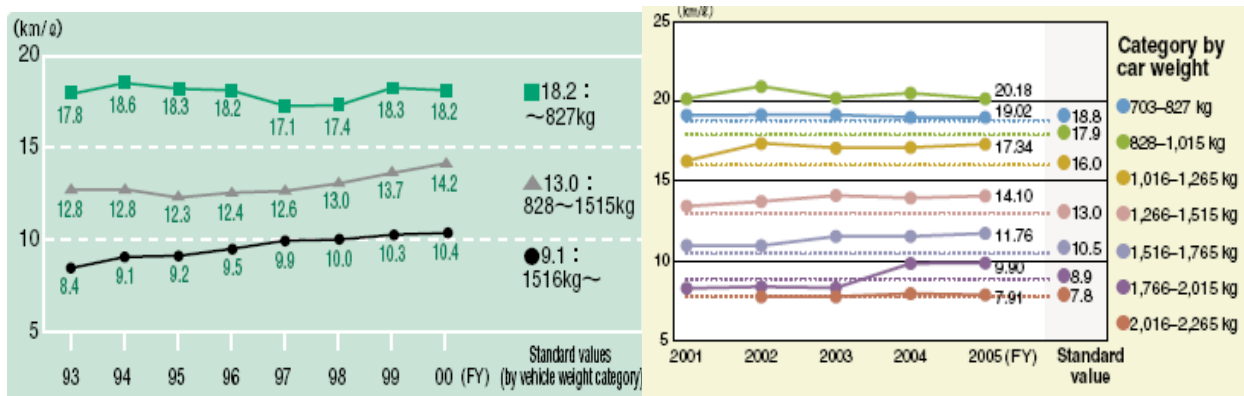 (km/ℓ)
20
17.8 18.6 18.3 18.2 17.1 17.4 18.3 18.2
18.2 :
～827kg
15
12.8 12.8 12.3 12.4 12.6 13.0 13.7 14.2
13.0 :
828～1515kg
10
8.4 9.1 9.2 9.5 9.9 10.0 10.3 10.4
9.1 :
1516kg～
5
93 94 95 96 97 98 99 00 (FY)
Standard values
(by vehicle weight category)
(km/ℓ)
25
20
15
10
5
20.18
19.02
17.34
14.10
11.76
9.90
7.91
18.8
17.9
16.0
13.0
10.5
8.9
7.8
2001 2002 2003 2004 2005 (FY)
Standard
value
Category by
car weight
703–827 kg
828–1,015 kg
1,016–1,265 kg
1,266–1,515 kg
1,516–1,765 kg
1,766–2,015 kg
2,016–2,265 kg